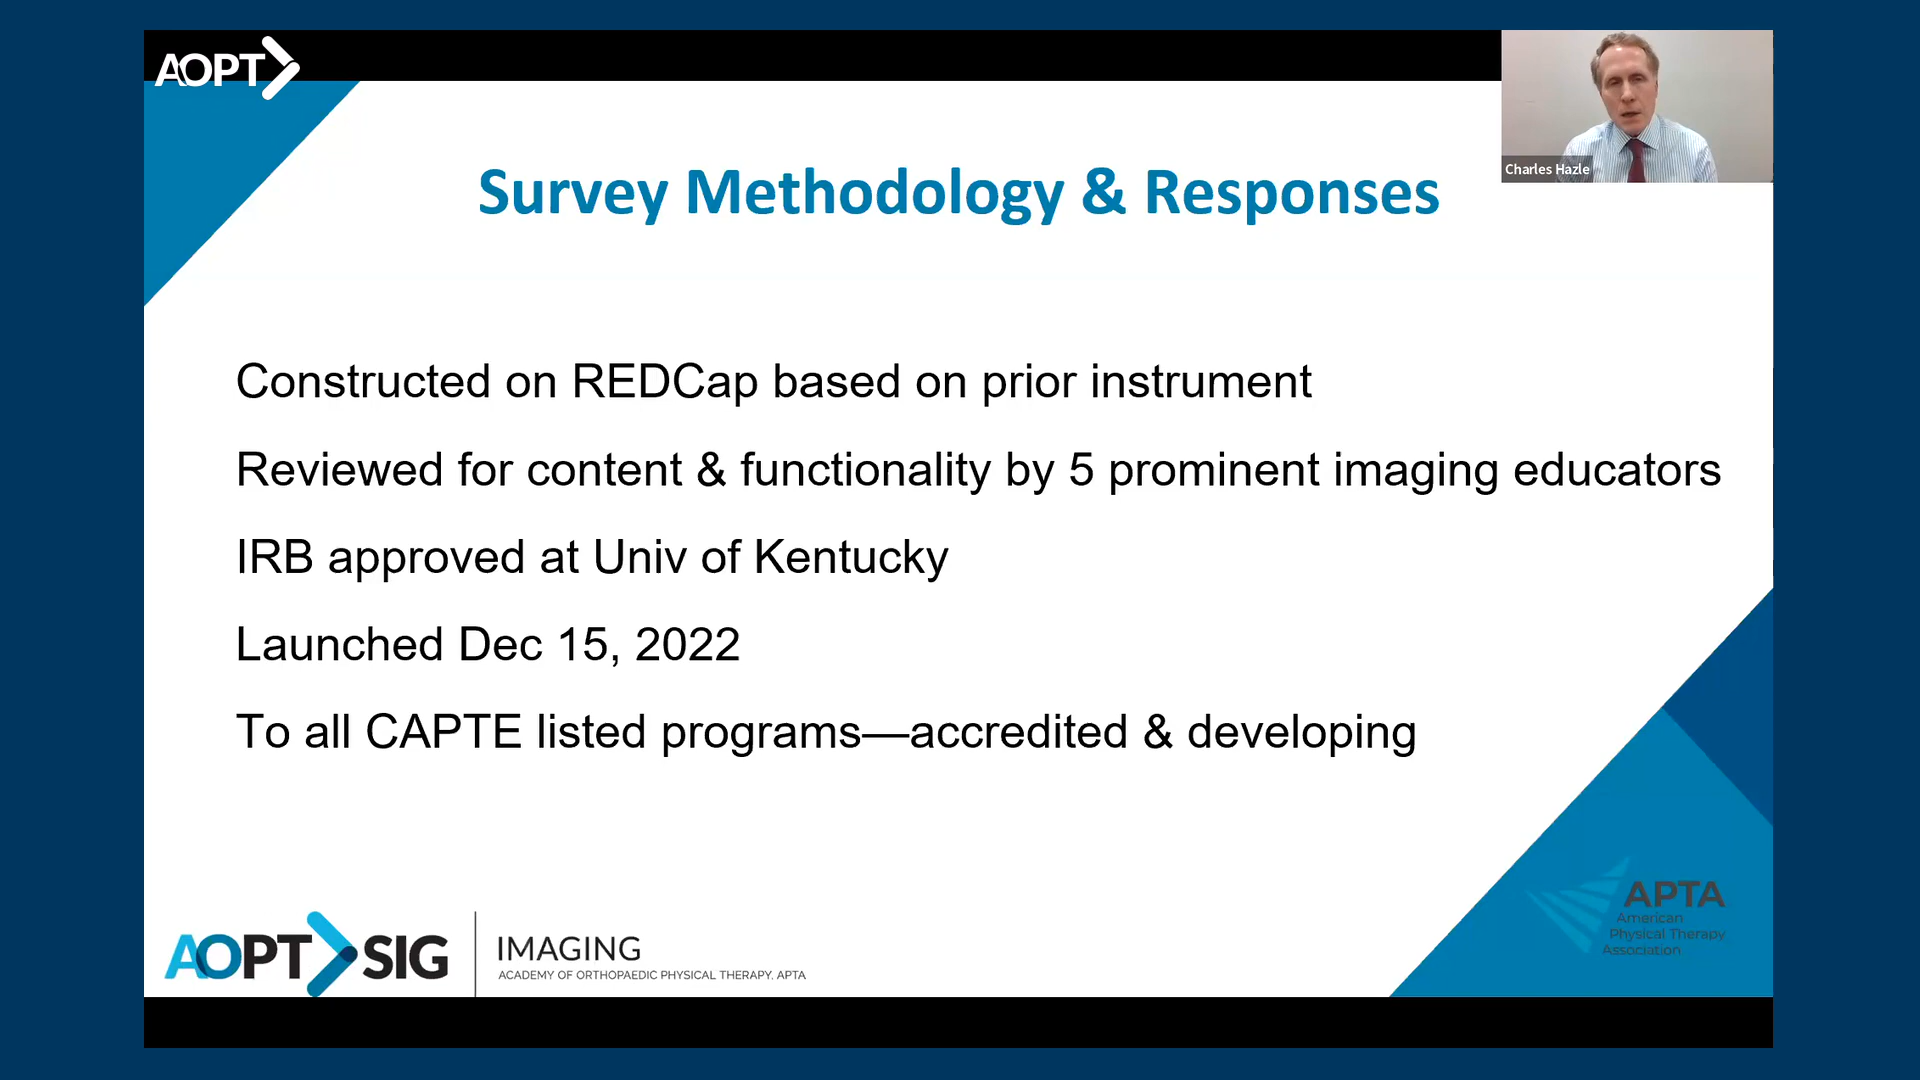 AOPT
Charles Hazle
Survey Methodology & Responses
Constructed on REDCap based on prior instrument
Reviewed for content & functionality by 5 prominent imaging educators
IRB approved at Univ of Kentucky
Launched Dec 15, 2022
To all CAPTE listed programs—accredited & developing
AOPT SIG
IMAGING
ACADEMY OF ORTHOPAEDIC PHYSICAL THERAPY, APTA
APTA
American
Physical Therapy
Association